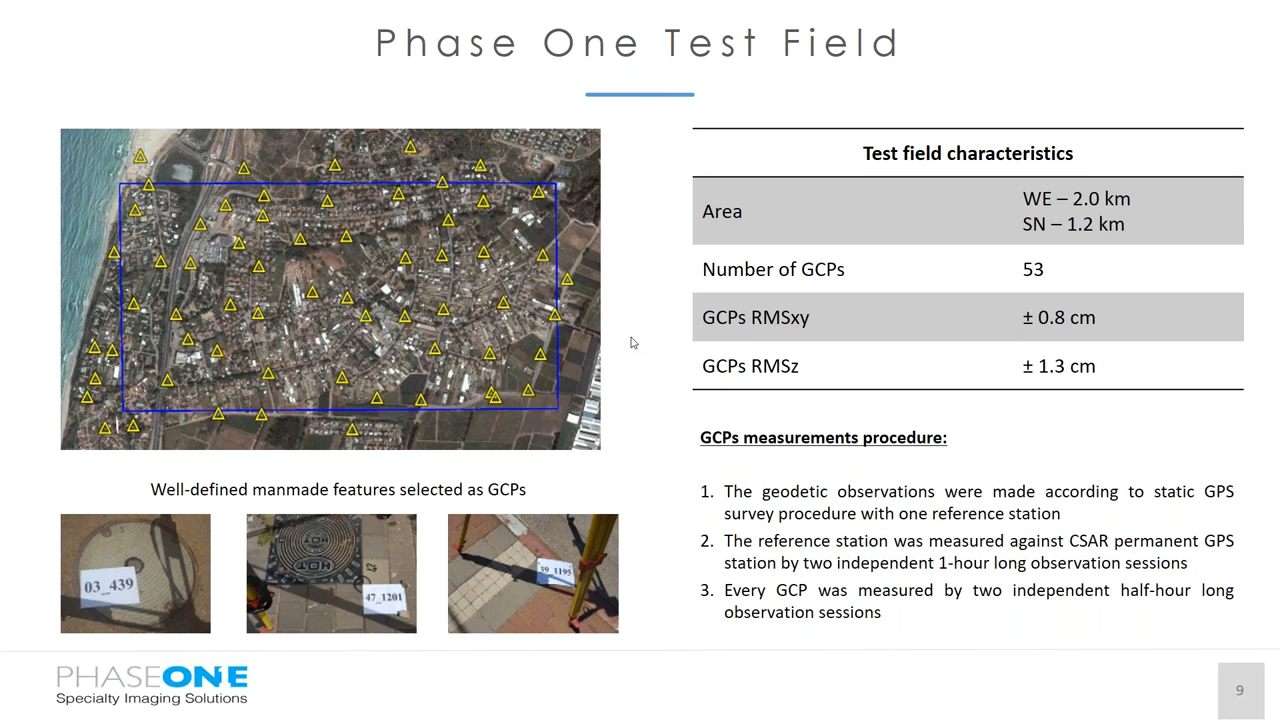 Phase One Test Field
Test field characteristics
Area
WE – 2.0 km
SN – 1.2 km
Number of GCPs
53
GCPs RMSxy
± 0.8 cm
GCPs RMSz
± 1.3 cm
GCPs measurements procedure:
1. The geodetic observations were made according to static GPS
survey procedure with one reference station
2. The reference station was measured against CSAR permanent GPS
station by two independent 1-hour long observation sessions
3. Every GCP was measured by two independent half-hour long
observation sessions
Well-defined manmade features selected as GCPs
03_439
HOT
47_1201
39_1195
PHASEONE
Specialty Imaging Solutions
9